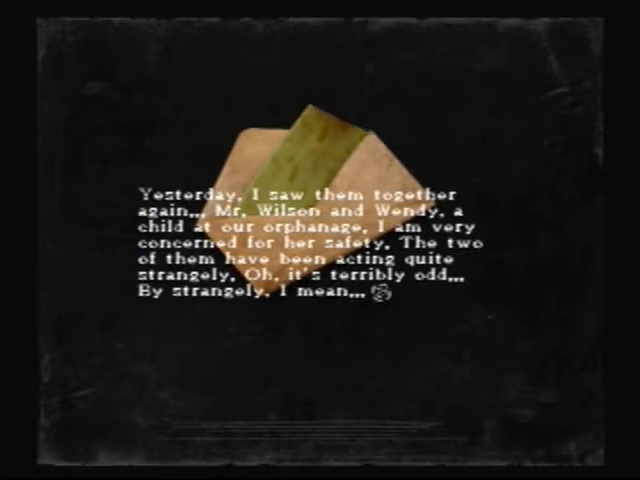 Yesterday, I saw them together
again... Mr. Wilson and Wendy, a
child at our orphanage. I am very
concerned for her safety. The two
of them have been acting quite
strangely. Oh, it's terribly odd...
By strangely, I mean...